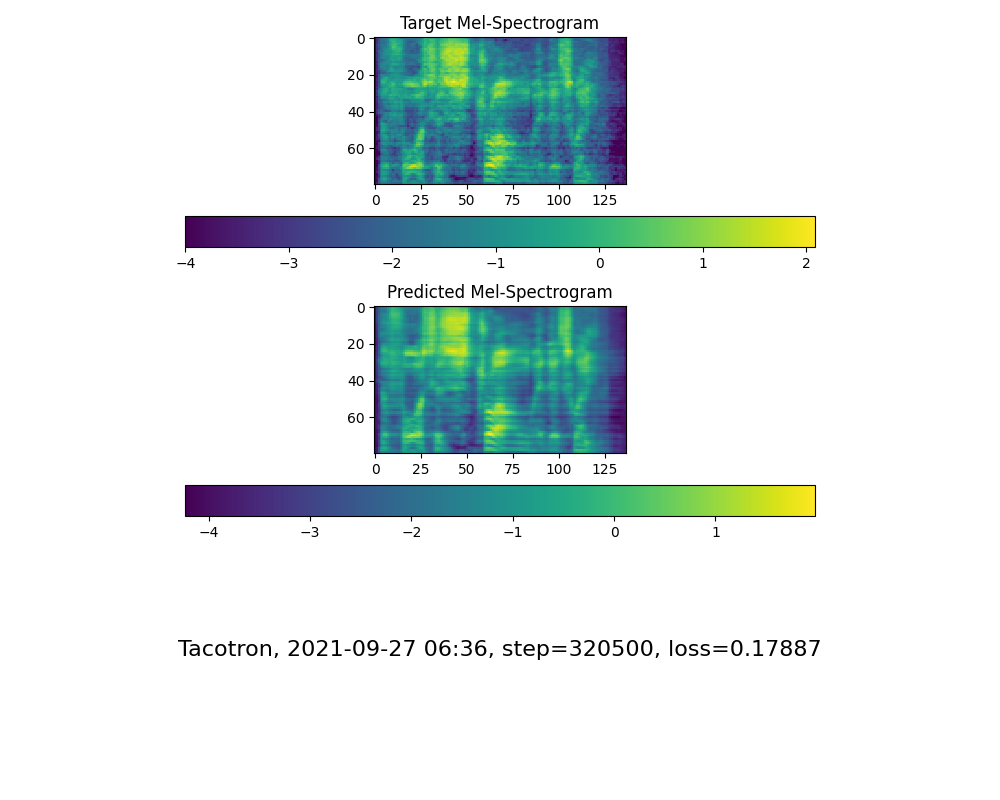 Target Mel-Spectrogram
0
20
40
60
0 25 50 75 100 125
−4 −3 −2 −1 0 1 2
Predicted Mel-Spectrogram
0
20
40
60
0 25 50 75 100 125
−4 −3 −2 −1 0 1
Tacotron, 2021-09-27 06:36, step=320500, loss=0.17887